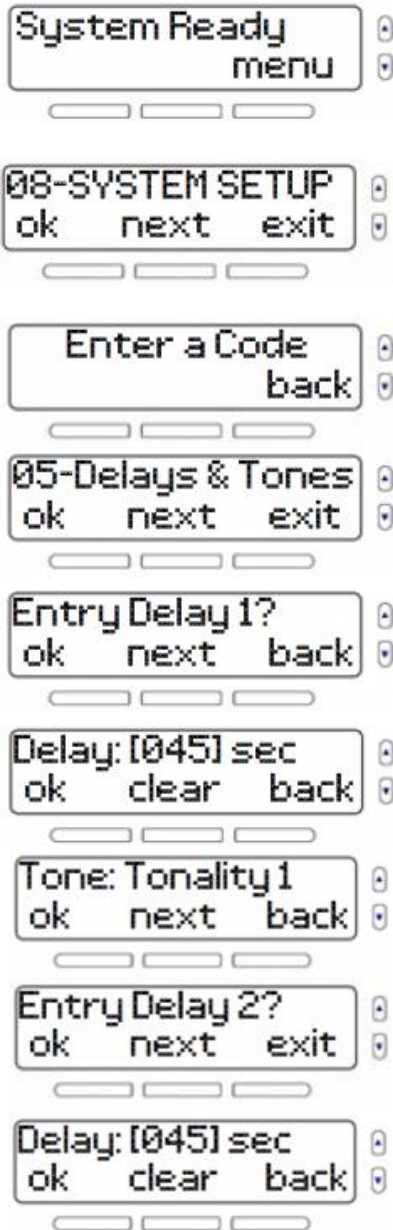 System Ready
menu
08-SYSTEM SETUP
ok next exit
Enter a Code
back
05-Delays & Tones
ok next exit
Entry Delay 1?
ok next back
Delay: [045] sec
ok clear back
Tone: Tonality 1
ok next back
Entry Delay 2?
ok next exit
Delay: [045] sec
ok clear back